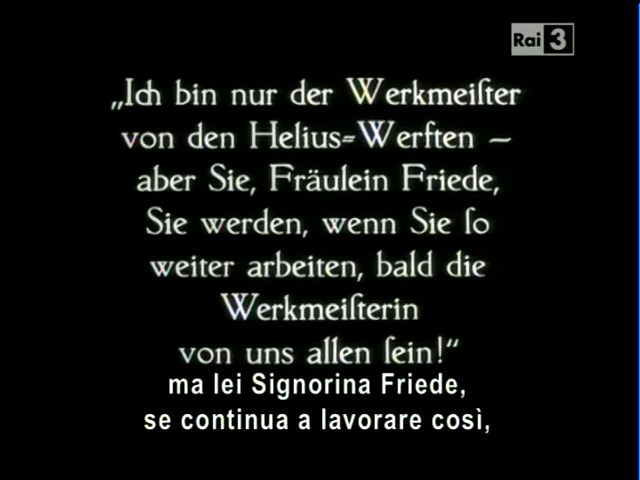 Rai 3
„Ich bin nur der Werkmeiſter
von den Helius=Werften –
aber Sie, Fräulein Friede,
Sie werden, wenn Sie ſo
weiter arbeiten, bald die
Werkmeiſterin
von uns allen ſein!“
ma lei Signorina Friede,
se continua a lavorare così,